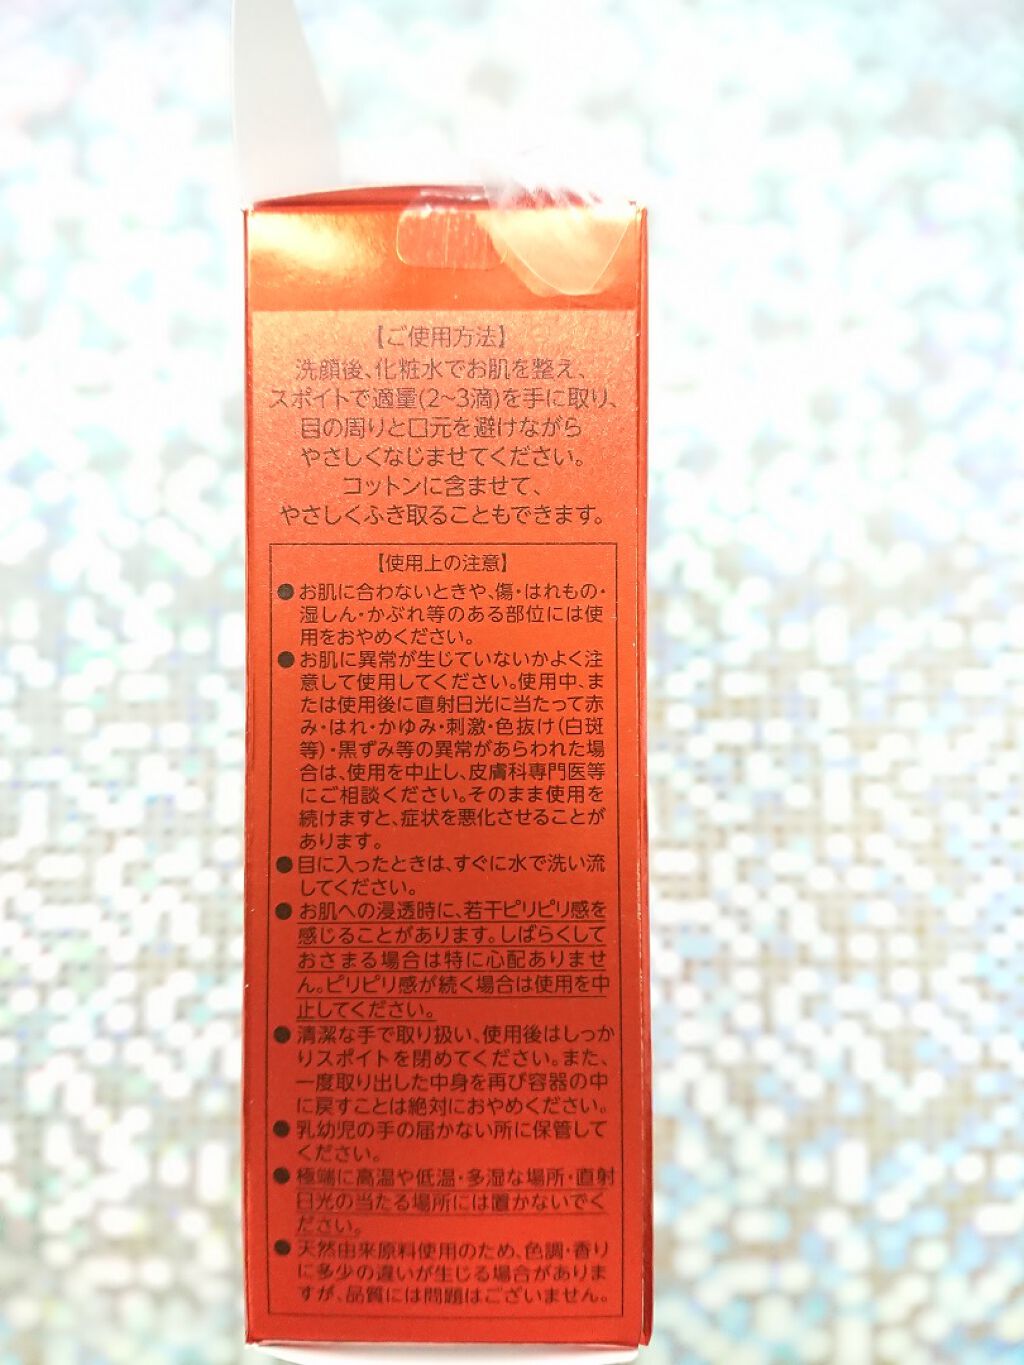 【ご使用方法】
洗顔後、化粧水でお肌を整え、
スポイトで適量(2~3滴)を手に取り、
目の周りと口元を避けながら
やさしくなじませてください。
コットンに含ませて、
やさしくふき取ることもできます。
【使用上の注意】
●お肌に合わないときや、傷・はれもの・
湿しん・かぶれ等のある部位には使
用をおやめください。
●お肌に異常が生じていないかよく注
意して使用してください。使用中、ま
たは使用後に直射日光に当たって赤
み・はれ・かゆみ・刺激・色抜け(白斑
等)・黒ずみ等の異常があらわれた場
合は、使用を中止し、皮膚科専門医等
にご相談ください。そのまま使用を
続けますと、症状を悪化させることが
あります。
●目に入ったときは、すぐに水で洗い流
してください。
●お肌への浸透時に、若干ピリピリ感を
感じることがあります。しばらくして
おさまる場合は特に心配ありませ
ん。ピリピリ感が続く場合は使用を中
止してください。
●清潔な手で取り扱い、使用後はしっか
りスポイトを閉めてください。また、
一度取り出した中身を再び容器の中
に戻すことは絶対におやめください。
●乳幼児の手の届かない所に保管して
ください。
●極端に高温や低温・多湿な場所・直射
日光の当たる場所には置かないでく
ださい。
●天然由来原料使用のため、色調・香り
に多少の違いが生じる場合がありま
すが、品質には問題はございません。